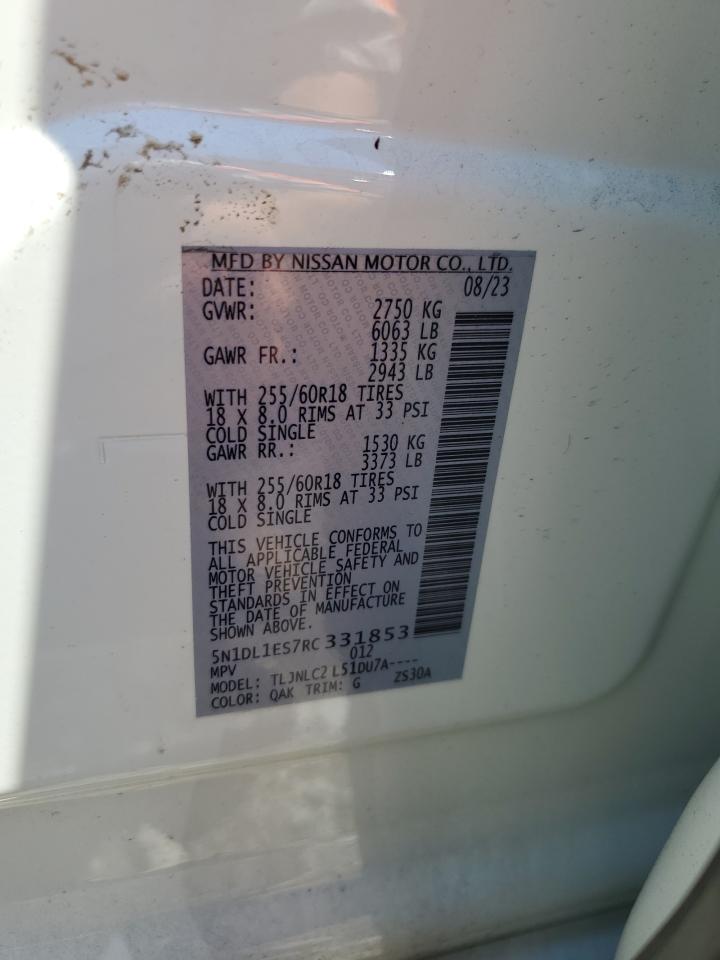 MFD BY NISSAN MOTOR CO., LTD.
DATE: 08/23
GVWR: 2750 KG
6063 LB
GAWR FR.: 1335 KG
2943 LB
WITH 255/60R18 TIRES
18 X 8.0 RIMS AT 33 PSI
COLD SINGLE
GAWR RR.: 1530 KG
3373 LB
WITH 255/60R18 TIRES
18 X 8.0 RIMS AT 33 PSI
COLD SINGLE
THIS VEHICLE CONFORMS TO
ALL APPLICABLE FEDERAL
MOTOR VEHICLE SAFETY AND
THEFT PREVENTION
STANDARDS IN EFFECT ON
THE DATE OF MANUFACTURE
SHOWN ABOVE.
5N1DL1ES7RC331853
MPV 012
MODEL: TLJNLC2 L51DU7A----
COLOR: QAK TRIM: G ZS30A